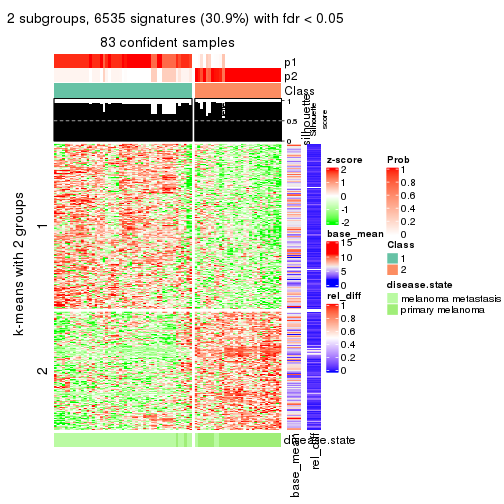 2 subgroups, 6535 signatures (30.9%) with fdr < 0.05
83 confident samples
p1
p2
Class
silhouette
1
0.5
0
Silhouette
score
k-means with 2 groups
1
2
z-score
2
1
0
-1
-2
base_mean
15
10
5
0
rel_diff
1
0.8
0.6
0.4
0.2
0
Prob
1
0.8
0.6
0.4
0.2
0
Class
1
2
disease.state
melanoma metastasis
primary melanoma
disease.state
base_mean
rel_diff